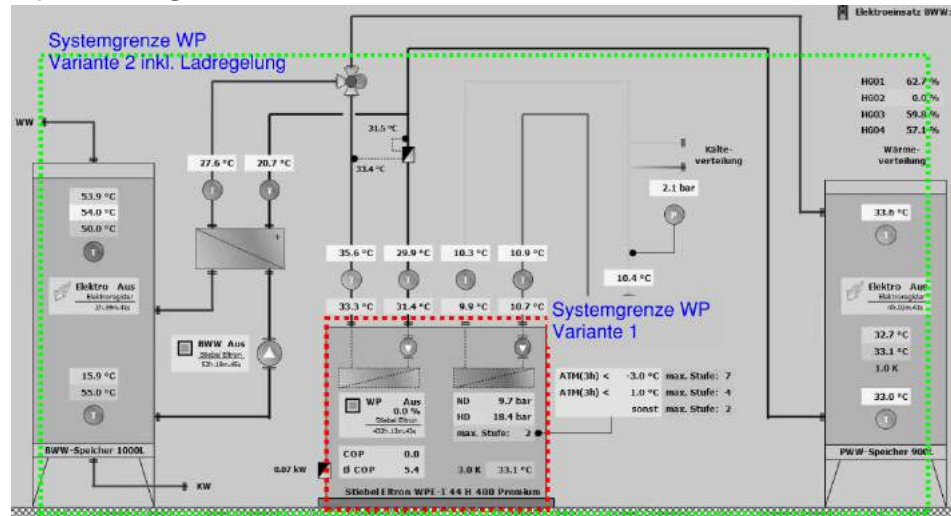 Elektroeinsatz BWW:
Systemgrenze WP
Variante 2 inkl. Ladregelung
HG01 62.7 %
HG02 0.0 %
HG03 59.8 %
HG04 57.1 %
WW
31.5 °C
33.4 °C
Kälte-
verteilung
Wärme-
verteilung
27.6 °C 20.7 °C
2.1 bar
P
53.9 °C
54.0 °C
50.0 °C
T
T
T
33.6 °C
T
35.6 °C 29.9 °C 10.3 °C 10.9 °C
T
T
T
T
10.4 °C
Elektro Aus
Elektroregister
Elektro Aus
Elektroregister
33.3 °C 31.4 °C 9.9 °C 10.7 °C
Systemgrenze WP
Variante 1
BWW Aus
Stiebel Eltron
32.7 °C
33.1 °C
1.0 K
15.9 °C
55.0 °C
T
WP Aus
0.0 %
Stiebel Eltron
ND 9.7 bar
HD 18.4 bar
max. Stufe: 2
ATM(3h) < -3.0 °C max. Stufe: 7
ATM(3h) < 1.0 °C max. Stufe: 4
sonst max. Stufe: 2
33.0 °C
T
BWW-Speicher 1000L
PWW-Speicher 900L
COP 0.0
Ø COP 5.4
3.0 K 33.1 °C
0.07 kW
KW
Stiebel Eltron WPE-I 44 H 400 Premium